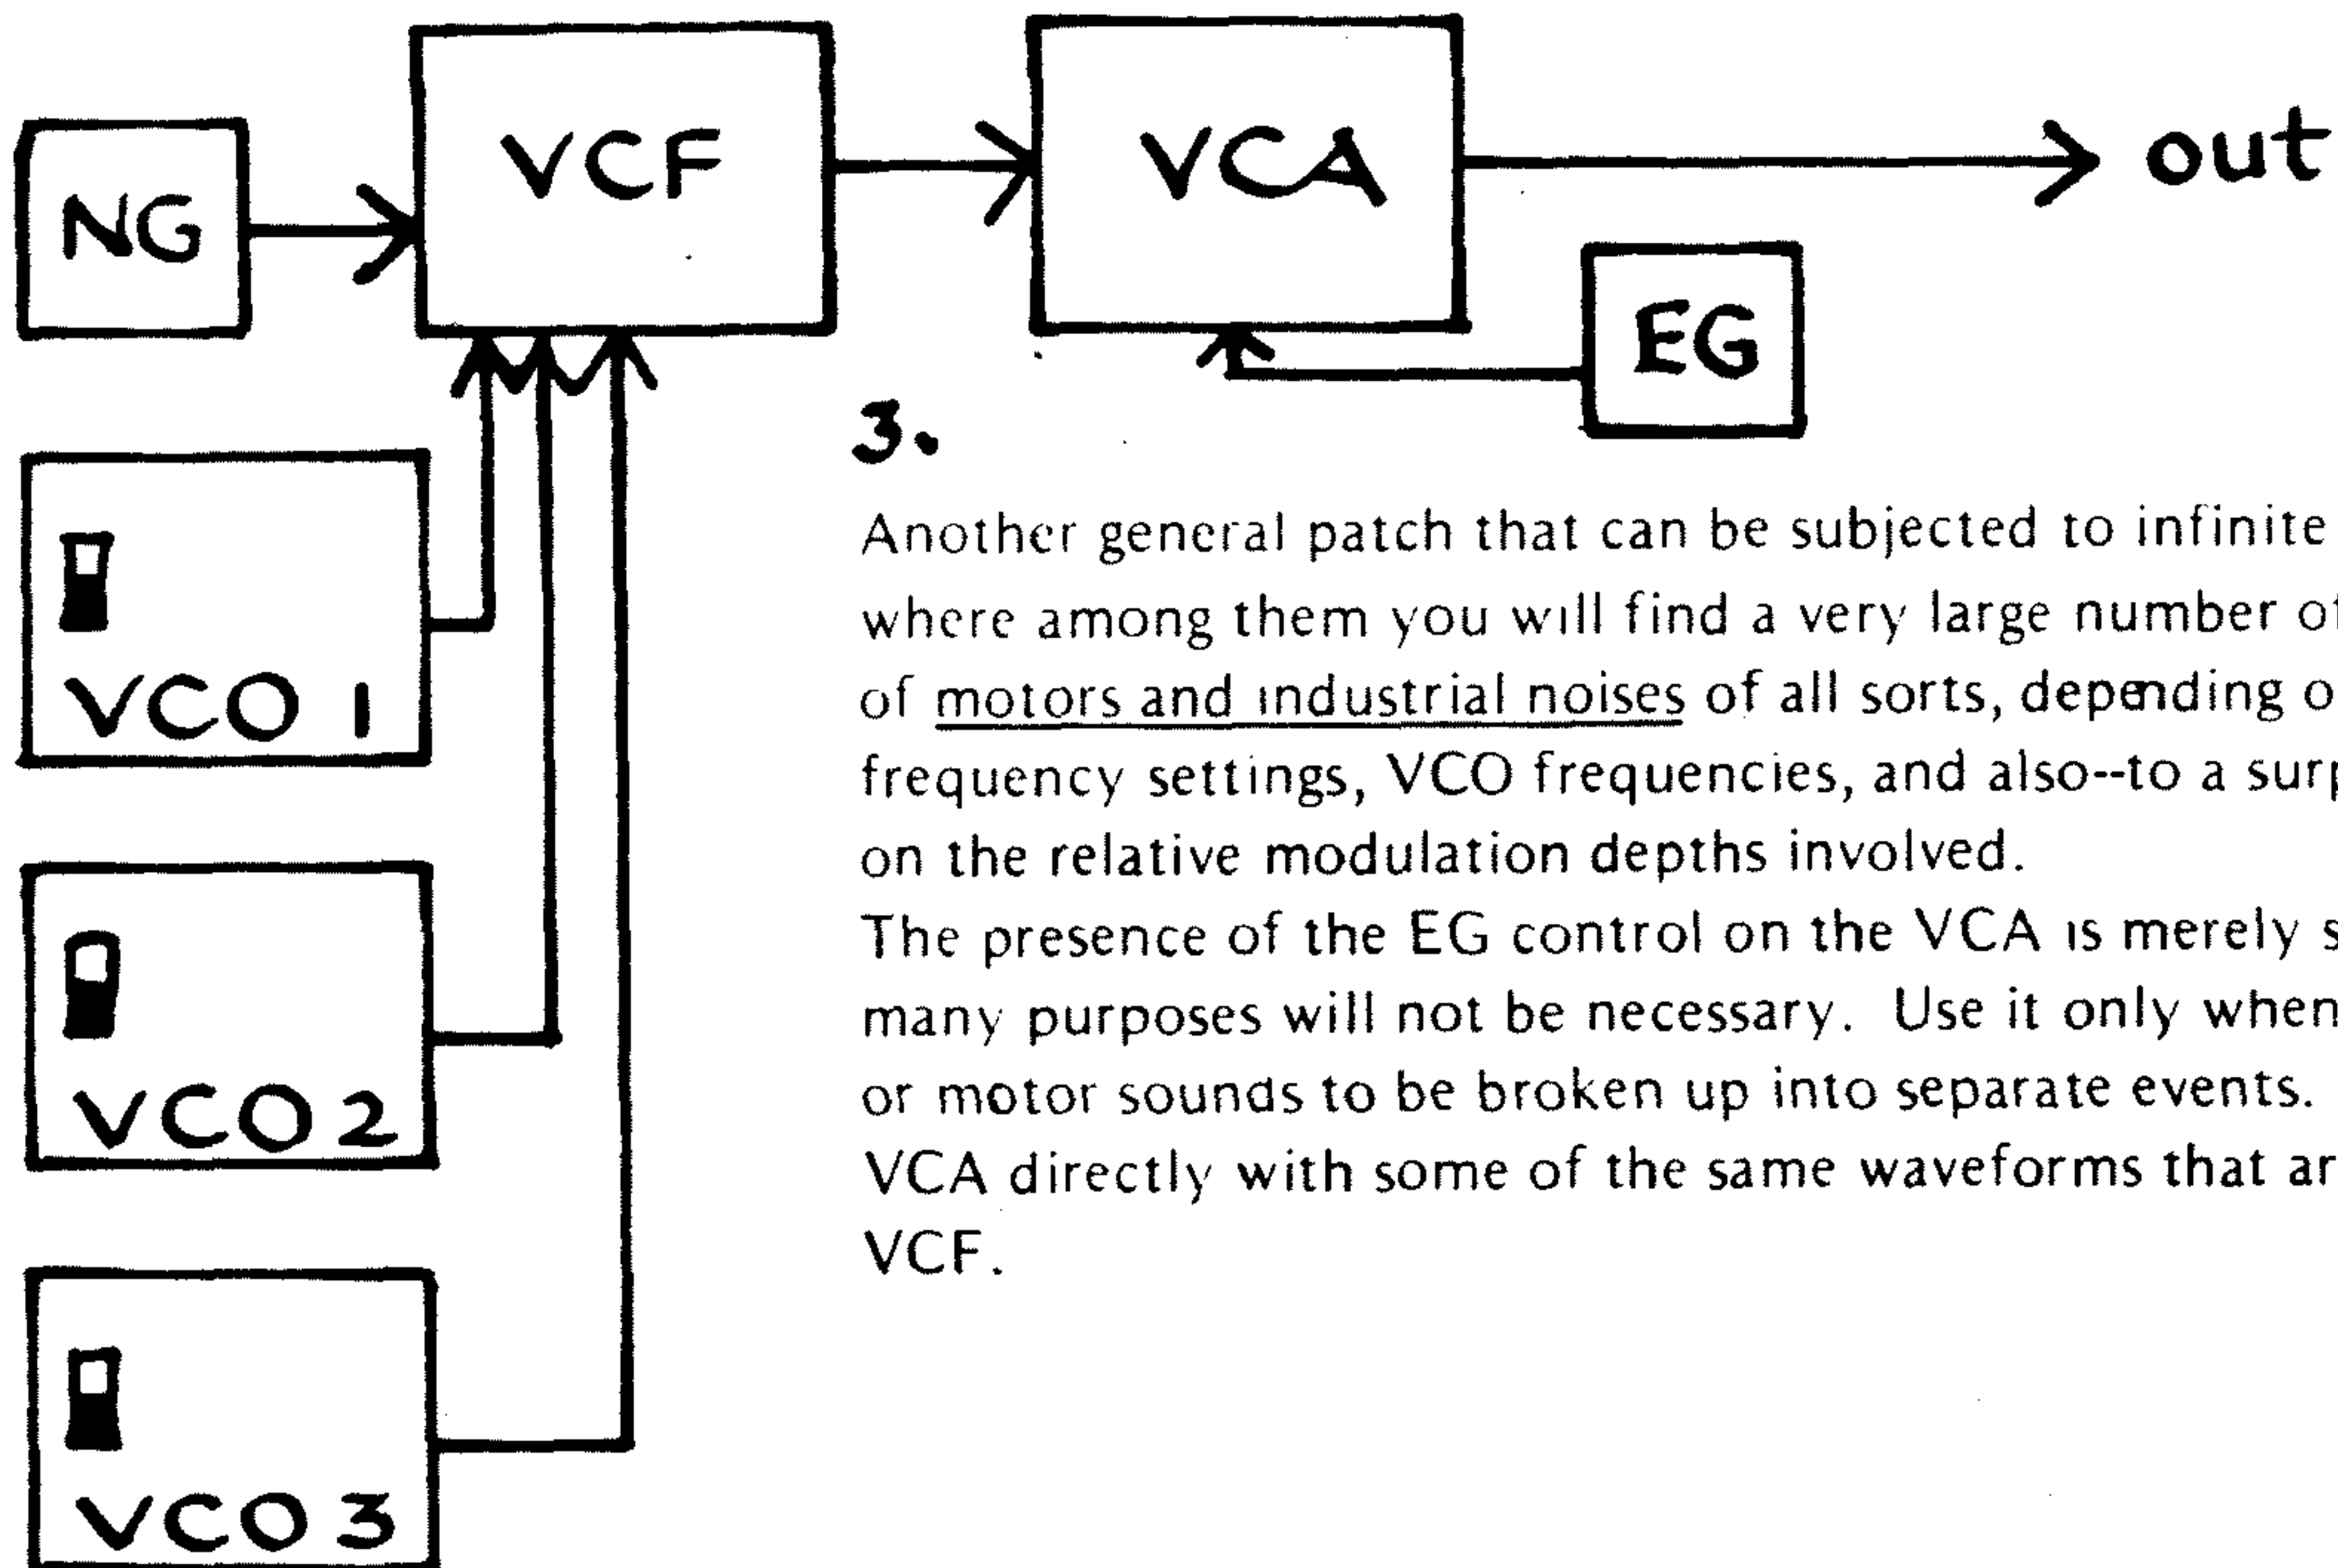 VCF
VCA
out
NG
EG
3.
VCO 1
VCO 2
VCO 3
Another general patch that can be subjected to infinite
where among them you will find a very large number of
of motors and industrial noises of all sorts, depending o
frequency settings, VCO frequencies, and also--to a surp
on the relative modulation depths involved.
The presence of the EG control on the VCA is merely s
many purposes will not be necessary. Use it only when
or motor sounds to be broken up into separate events.
VCA directly with some of the same waveforms that ar
VCF.